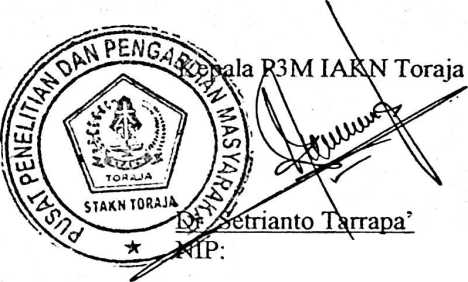 Kepala P3M IAKN Toraja
PUSAT PENELITIAN DAN PENGABDIAN MASYARAKAT
TORAJA
STAKN TORAJA
Dr. Setrianto Tarrapa'
NIP: